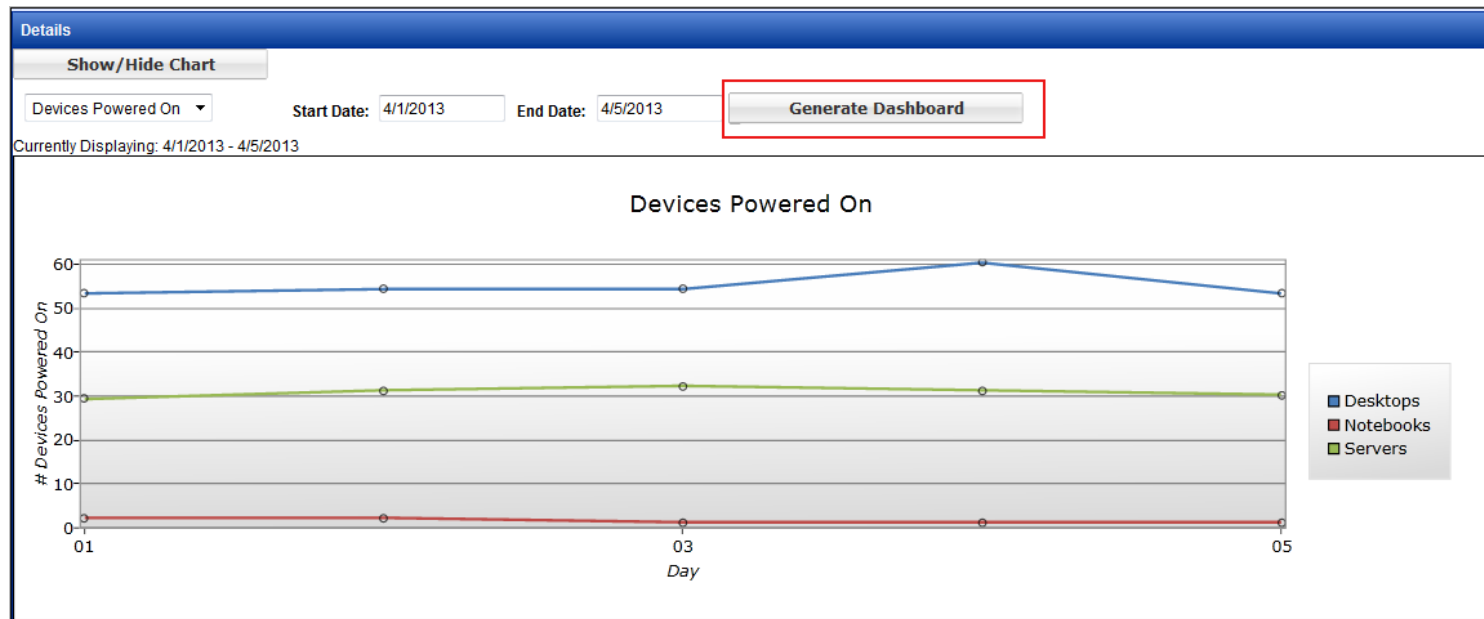 Details
Show/Hide Chart
Devices Powered On Start Date: 4/1/2013 End Date: 4/5/2013 Generate Dashboard
Currently Displaying: 4/1/2013 - 4/5/2013
Devices Powered On
60
50
40
30
20
10
0
# Devices Powered On
01 03 05
Day
Desktops
Notebooks
Servers